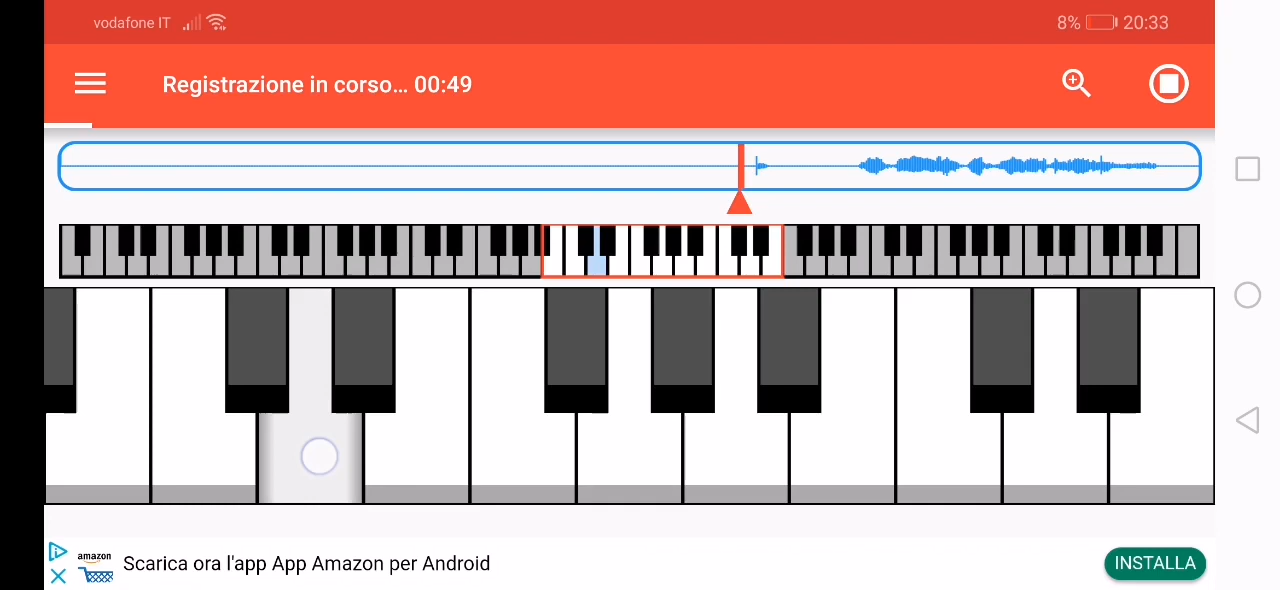 vodafone IT
8%
20:33
Registrazione in corso... 00:49
amazon
Scarica ora l'app App Amazon per Android
INSTALLA